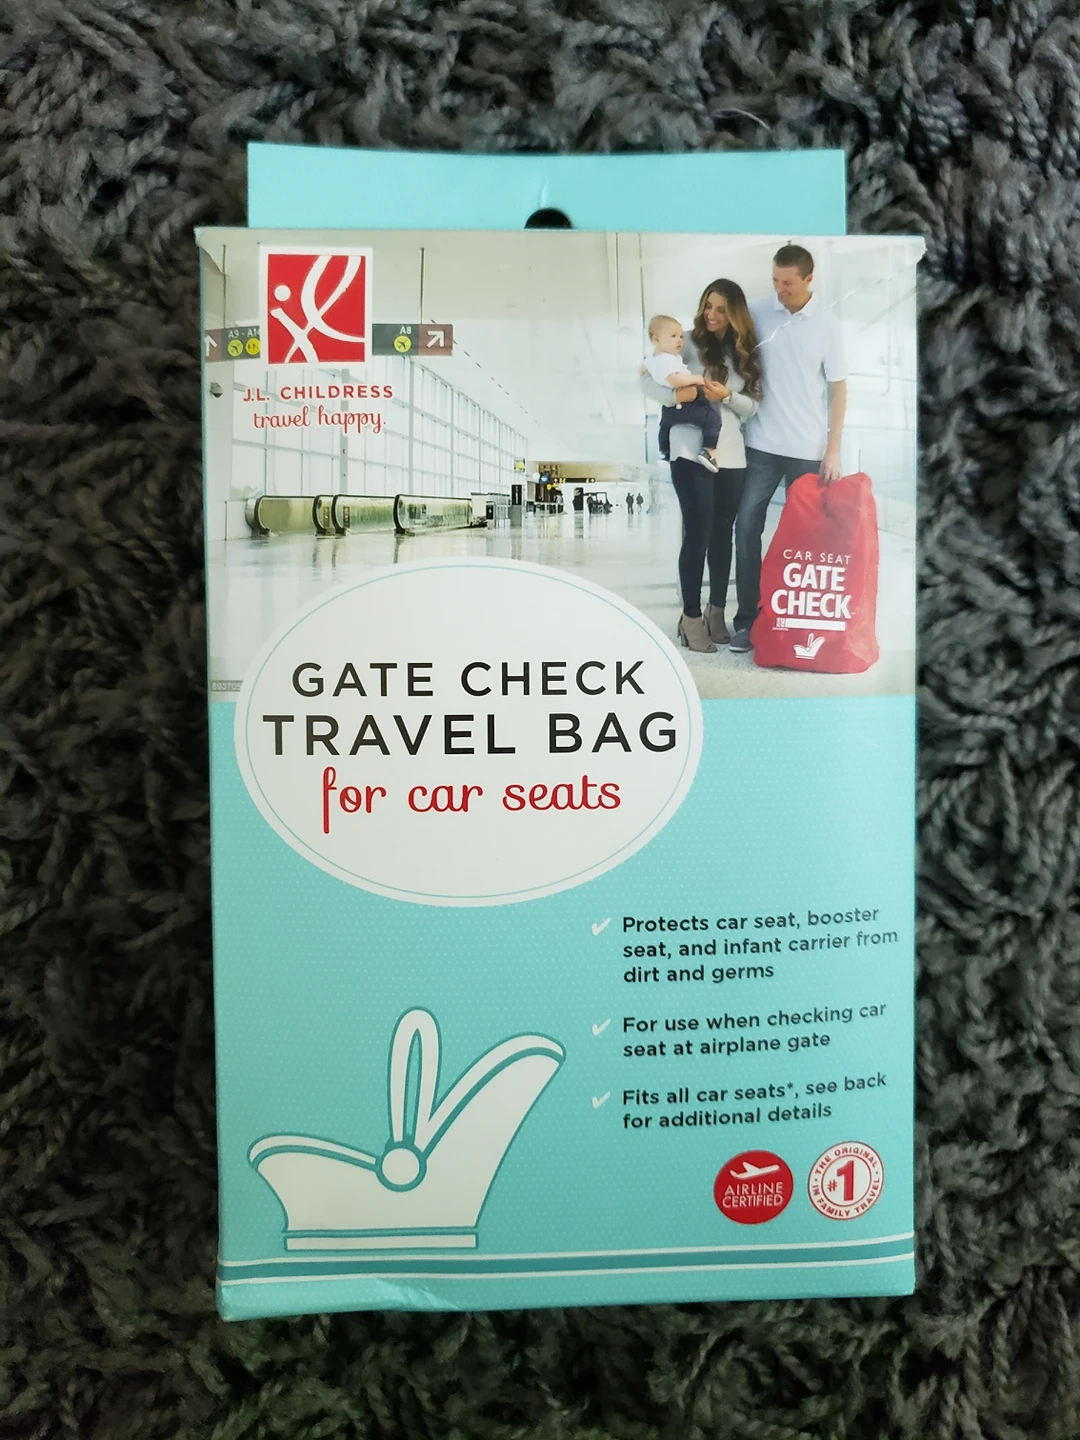 A9 - A1
A8
J.L. CHILDRESS
travel happy.
CAR SEAT
GATE
CHECK
GATE CHECK
TRAVEL BAG
for car seats
Protects car seat, booster
seat, and infant carrier from
dirt and germs
For use when checking car
seat at airplane gate
Fits all car seats*, see back
for additional details
AIRLINE
CERTIFIED
THE ORIGINAL
#1
IN FAMILY TRAVEL